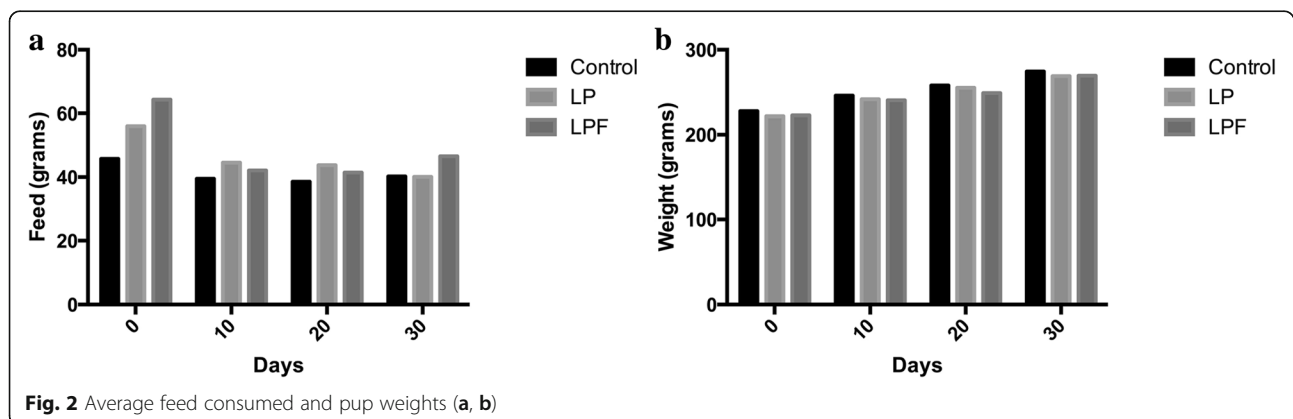 a
80
60
40
20
0
Feed (grams)
0 10 20 30
Days
Control
LP
LPF
b
300
200
100
0
Weight (grams)
0 10 20 30
Days
Control
LP
LPF
Fig. 2 Average feed consumed and pup weights (a, b)